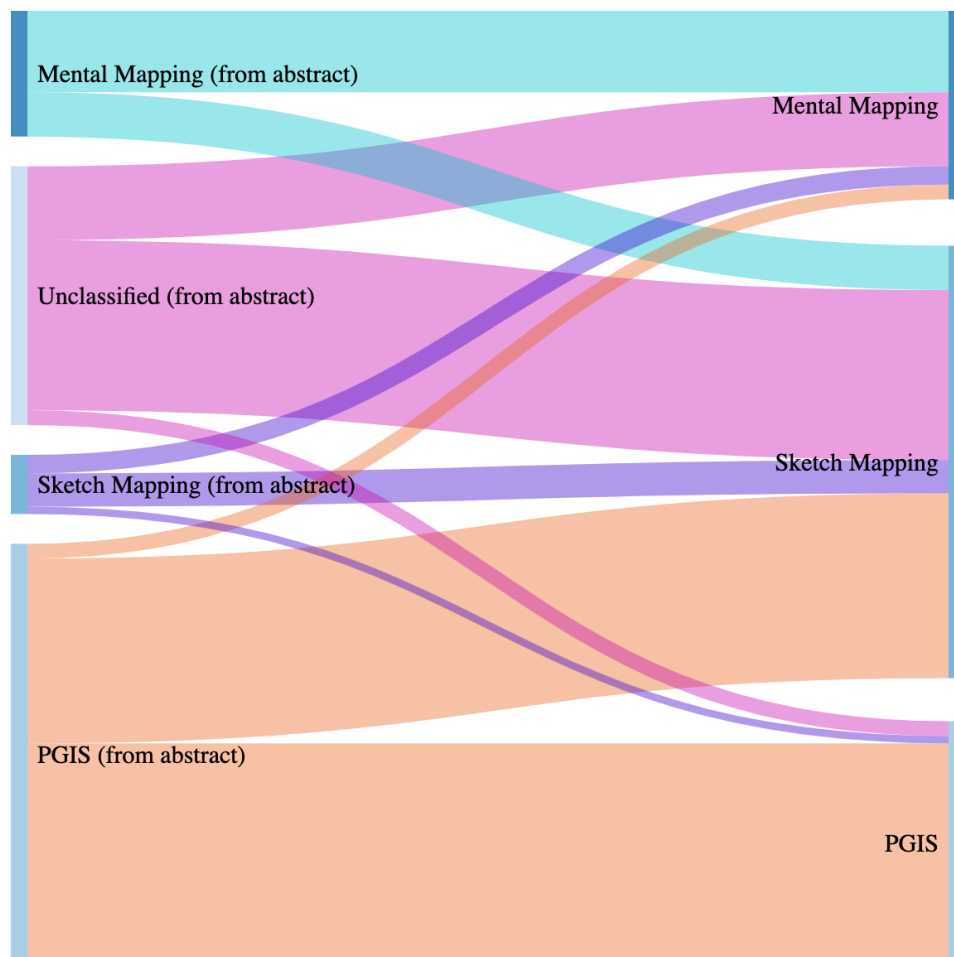 Mental Mapping (from abstract)
Mental Mapping
Unclassified (from abstract)
Sketch Mapping
Sketch Mapping (from abstract)
PGIS (from abstract)
PGIS